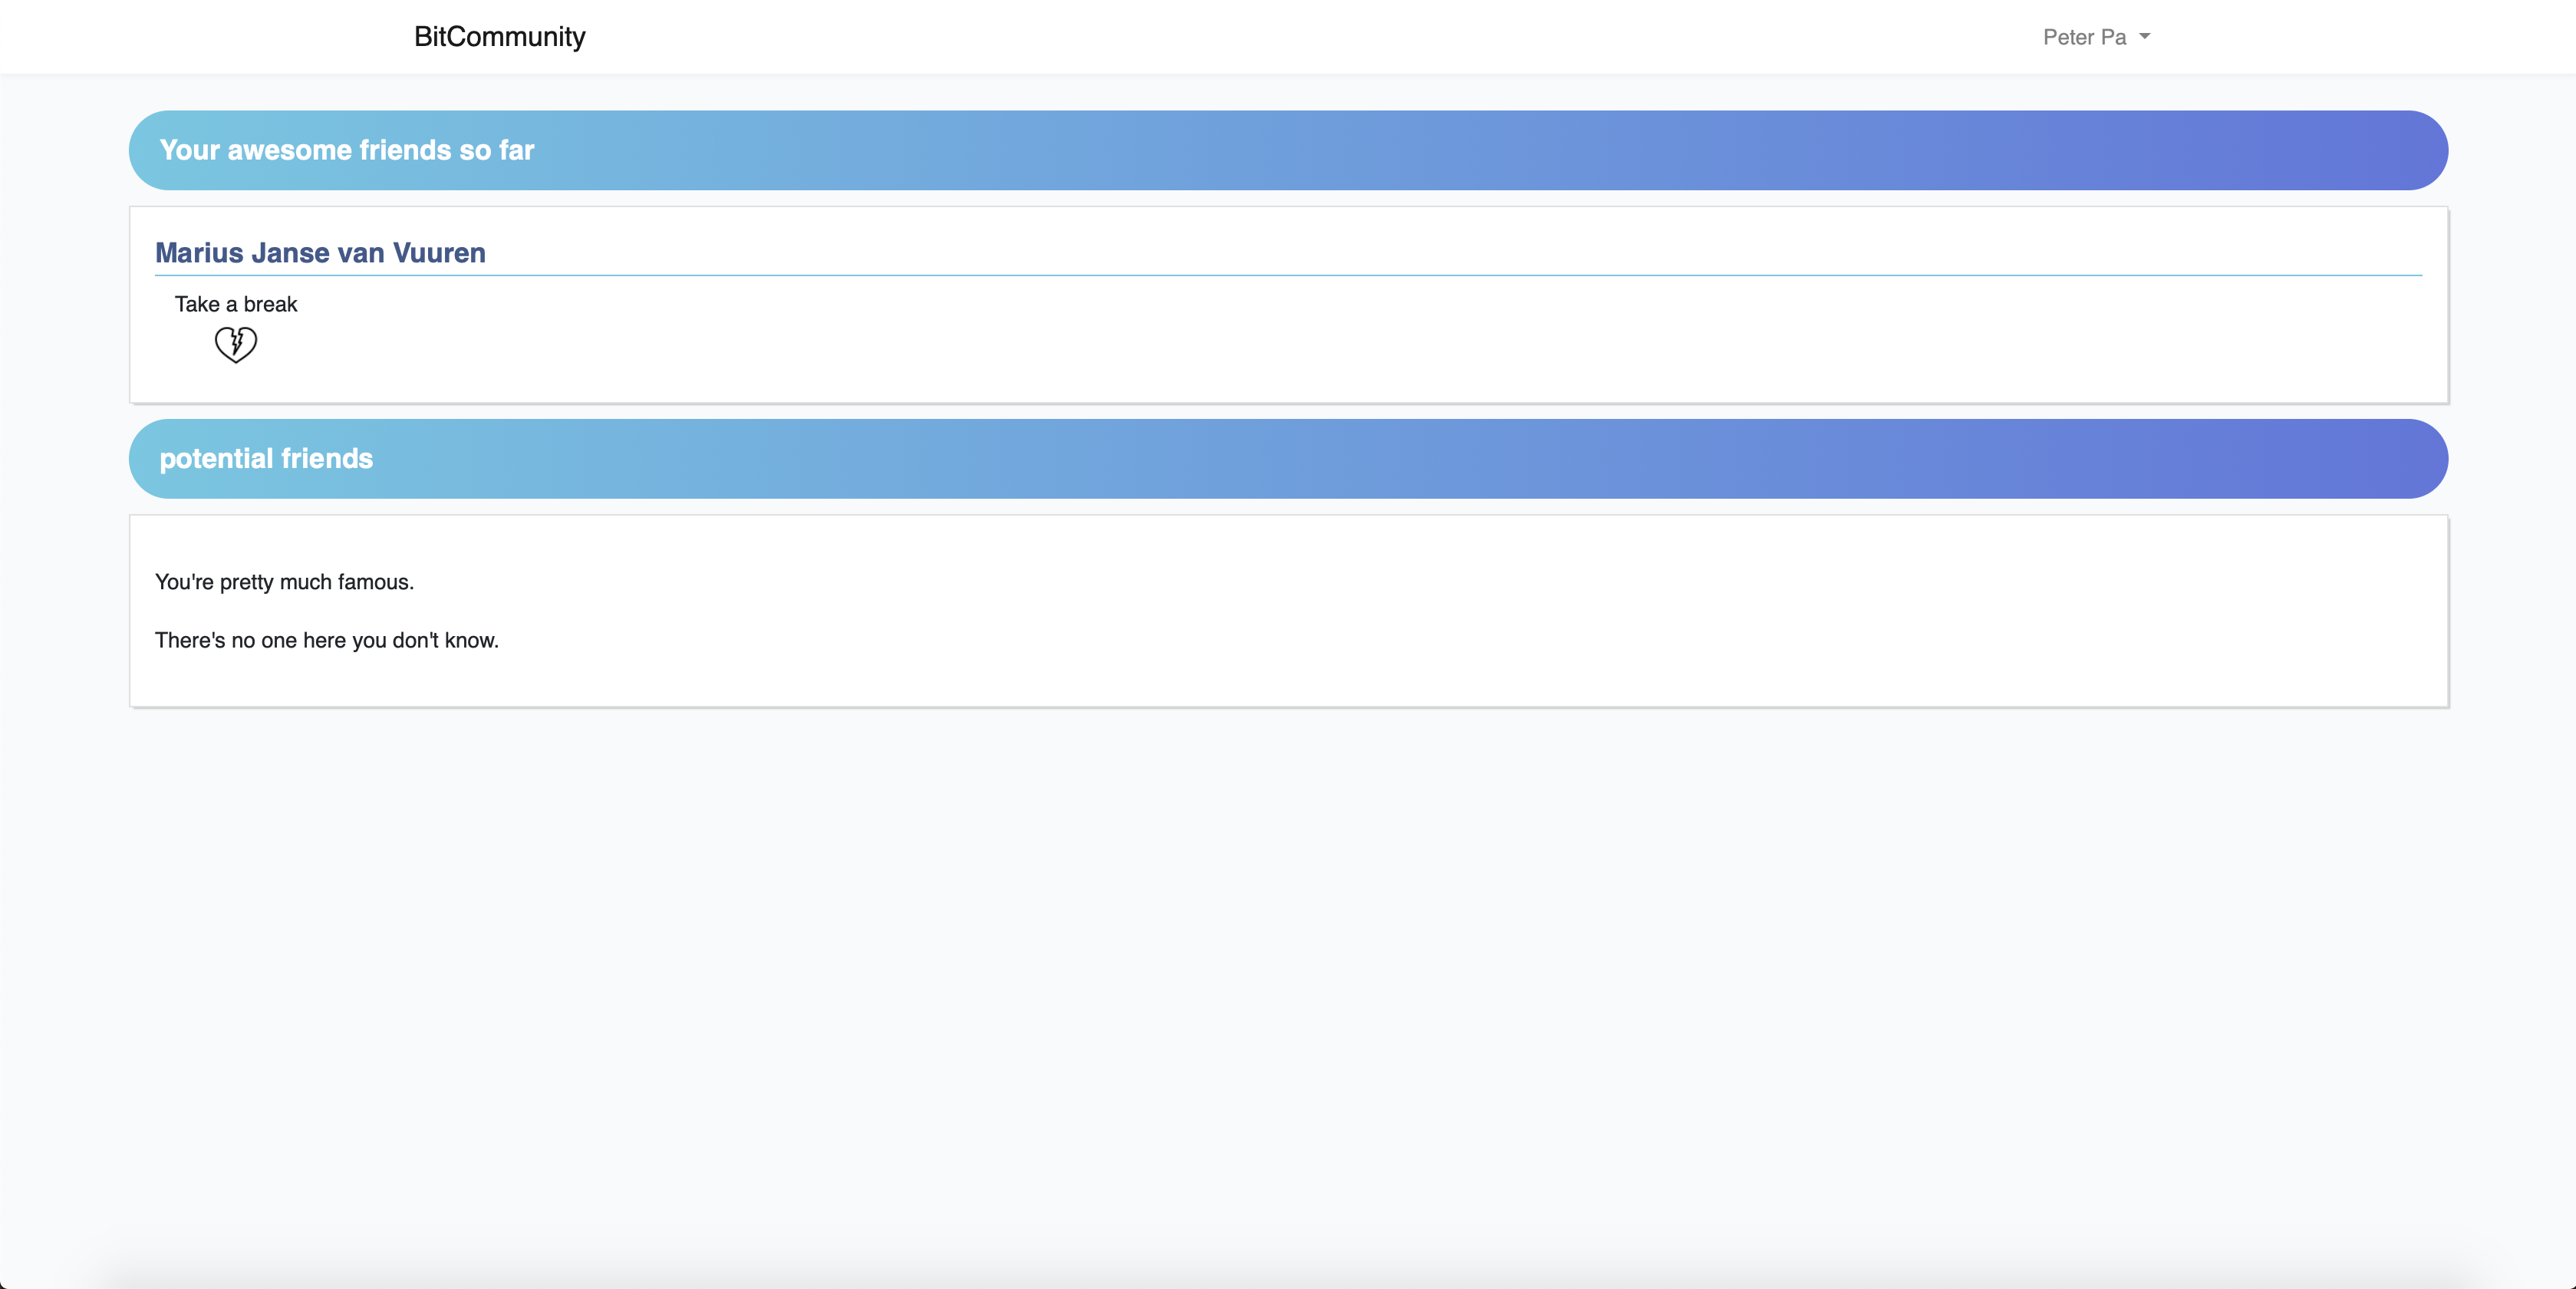 BitCommunity
Peter Pa
Your awesome friends so far
Marius Janse van Vuuren
Take a break
potential friends
You're pretty much famous.
There's no one here you don't know.